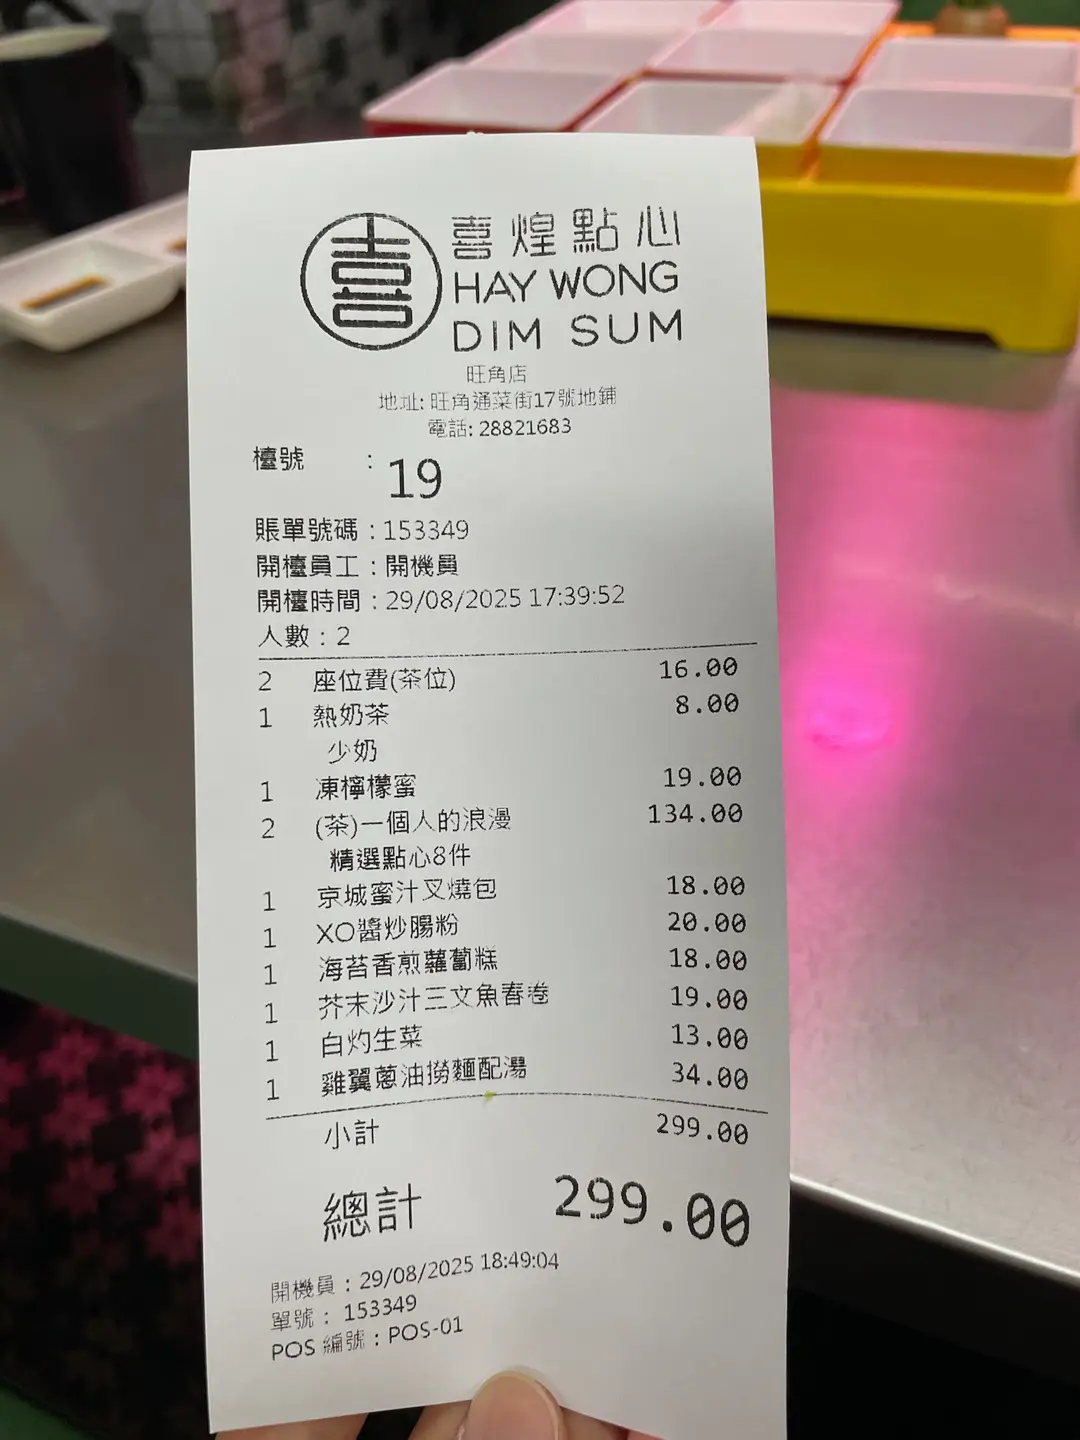 喜
喜煌點心
HAY WONG
DIM SUM
旺角店
地址: 旺角通菜街17號地鋪
電話: 28821683
檯號 : 19
賬單號碼 : 153349
開檯員工 : 開機員
開檯時間 : 29/08/2025 17:39:52
人數 : 2
2 座位費(茶位) 16.00
1 熱奶茶 8.00
少奶
1 凍檸檬蜜 19.00
2 (茶)一個人的浪漫 134.00
精選點心8件
1 京城蜜汁叉燒包 18.00
1 XO醬炒腸粉 20.00
1 海苔香煎蘿蔔糕 18.00
1 芥末沙汁三文魚春卷 19.00
1 白灼生菜 13.00
1 雞翼蔥油撈麵配湯 34.00
小計 299.00
總計 299.00
開機員 : 29/08/2025 18:49:04
單號 : 153349
POS 編號 : POS-01